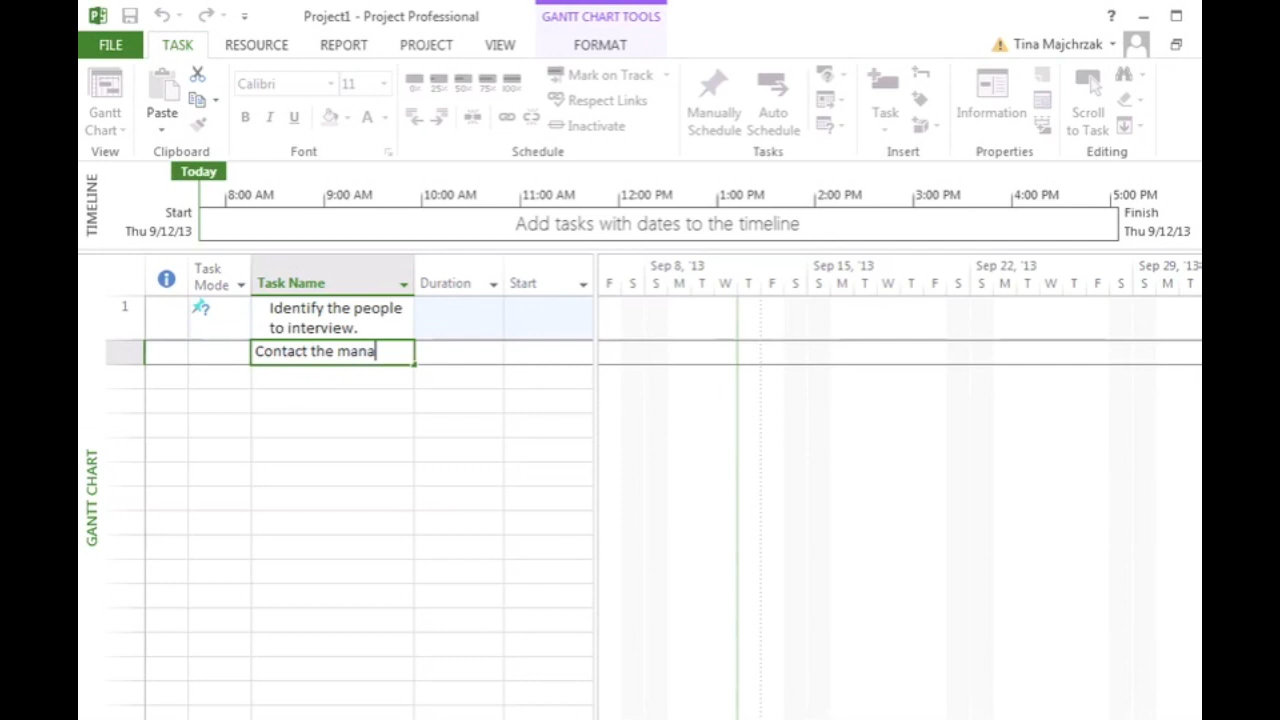 Project1 - Project Professional
GANTT CHART TOOLS
?
FILE TASK RESOURCE REPORT PROJECT VIEW FORMAT
Tina Majchrzak
Gantt Chart
View
Paste
Clipboard
Calibri 11
B I U A
Font
0% 25% 50% 75% 100%
Mark on Track
Respect Links
Inactivate
Schedule
Manually Schedule
Auto Schedule
Tasks
Task
Insert
Information
Properties
Scroll to Task
Editing
TIMELINE
Today
8:00 AM 9:00 AM 10:00 AM 11:00 AM 12:00 PM 1:00 PM 2:00 PM 3:00 PM 4:00 PM 5:00 PM
Start
Thu 9/12/13
Add tasks with dates to the timeline
Finish
Thu 9/12/13
GANTT CHART
Task Mode
Task Name
Duration
Start
Sep 8, '13 Sep 15, '13 Sep 22, '13 Sep 29, '13
F S S M T W T F S S M T W T F S S M T W T F S S M T
1
Identify the people
to interview.
Contact the mana